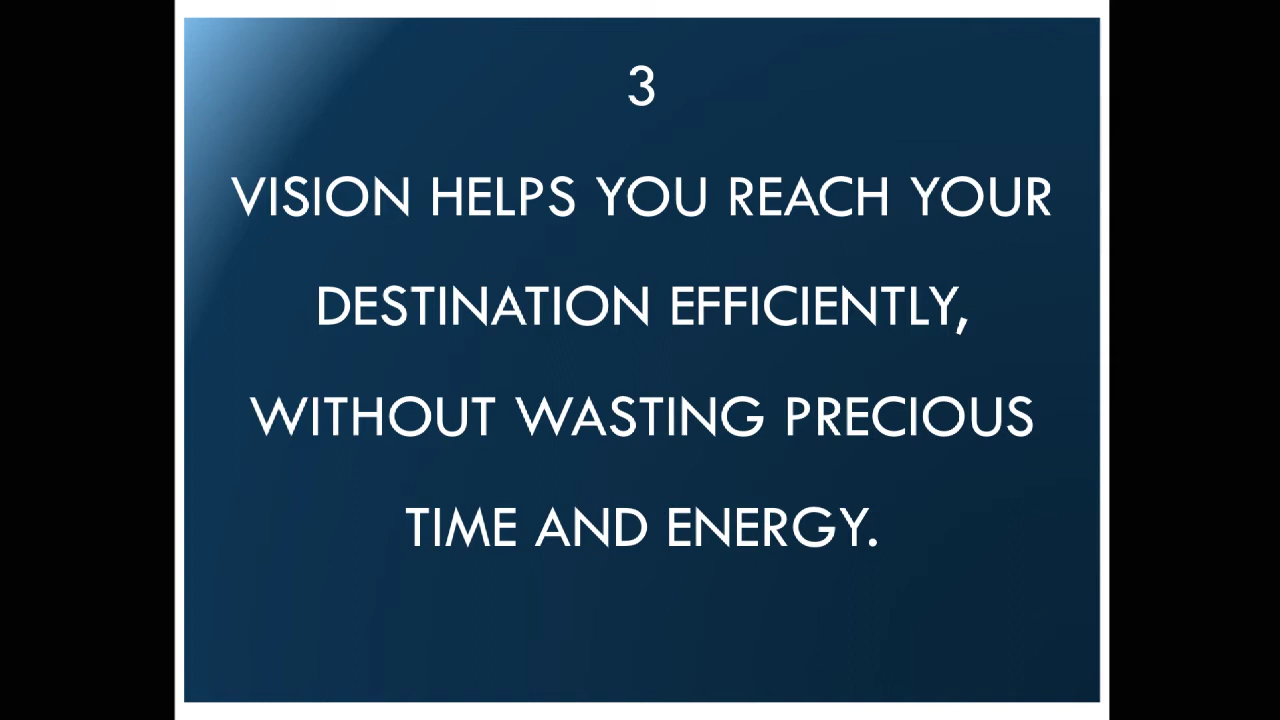 3
VISION HELPS YOU REACH YOUR
DESTINATION EFFICIENTLY,
WITHOUT WASTING PRECIOUS
TIME AND ENERGY.